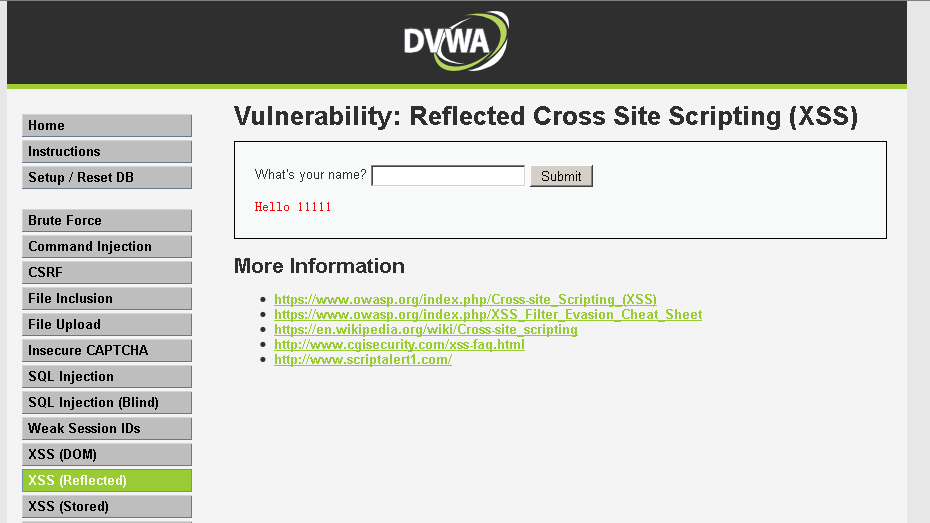 DVWA
Vulnerability: Reflected Cross Site Scripting (XSS)
Home
Instructions
Setup / Reset DB
Brute Force
Command Injection
CSRF
File Inclusion
File Upload
Insecure CAPTCHA
SQL Injection
SQL Injection (Blind)
Weak Session IDs
XSS (DOM)
XSS (Reflected)
XSS (Stored)
What's your name? Submit
Hello 11111
More Information
https://www.owasp.org/index.php/Cross-site_Scripting_(XSS)
https://www.owasp.org/index.php/XSS_Filter_Evasion_Cheat_Sheet
https://en.wikipedia.org/wiki/Cross-site_scripting
http://www.cgisecurity.com/xss-faq.html
http://www.scriptalert1.com/